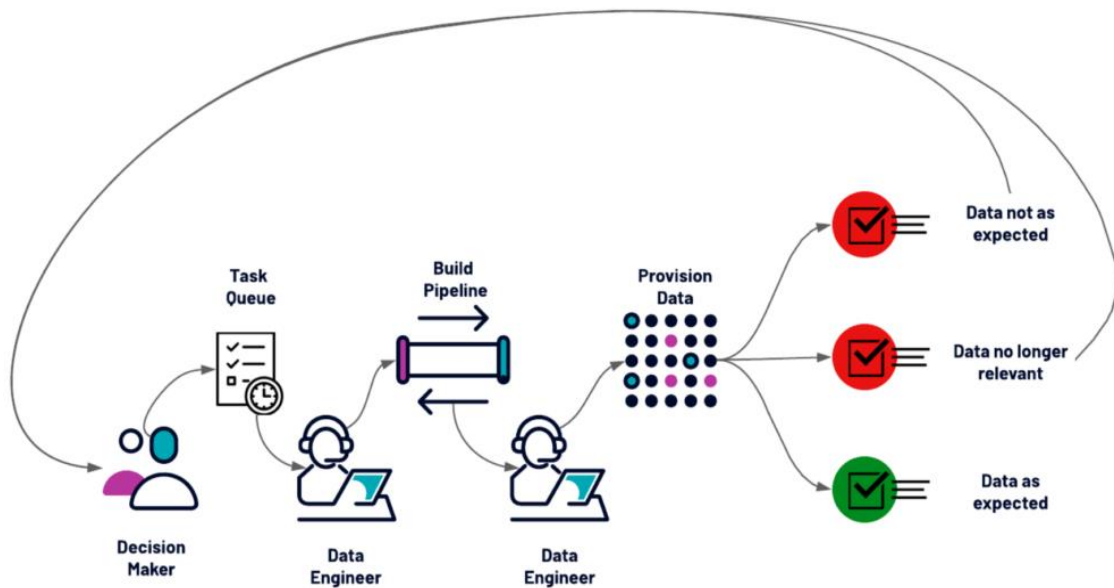 Data not as
expected
Task
Queue
Build
Pipeline
Provision
Data
Data no longer
relevant
Data as
expected
Decision
Maker
Data
Engineer
Data
Engineer